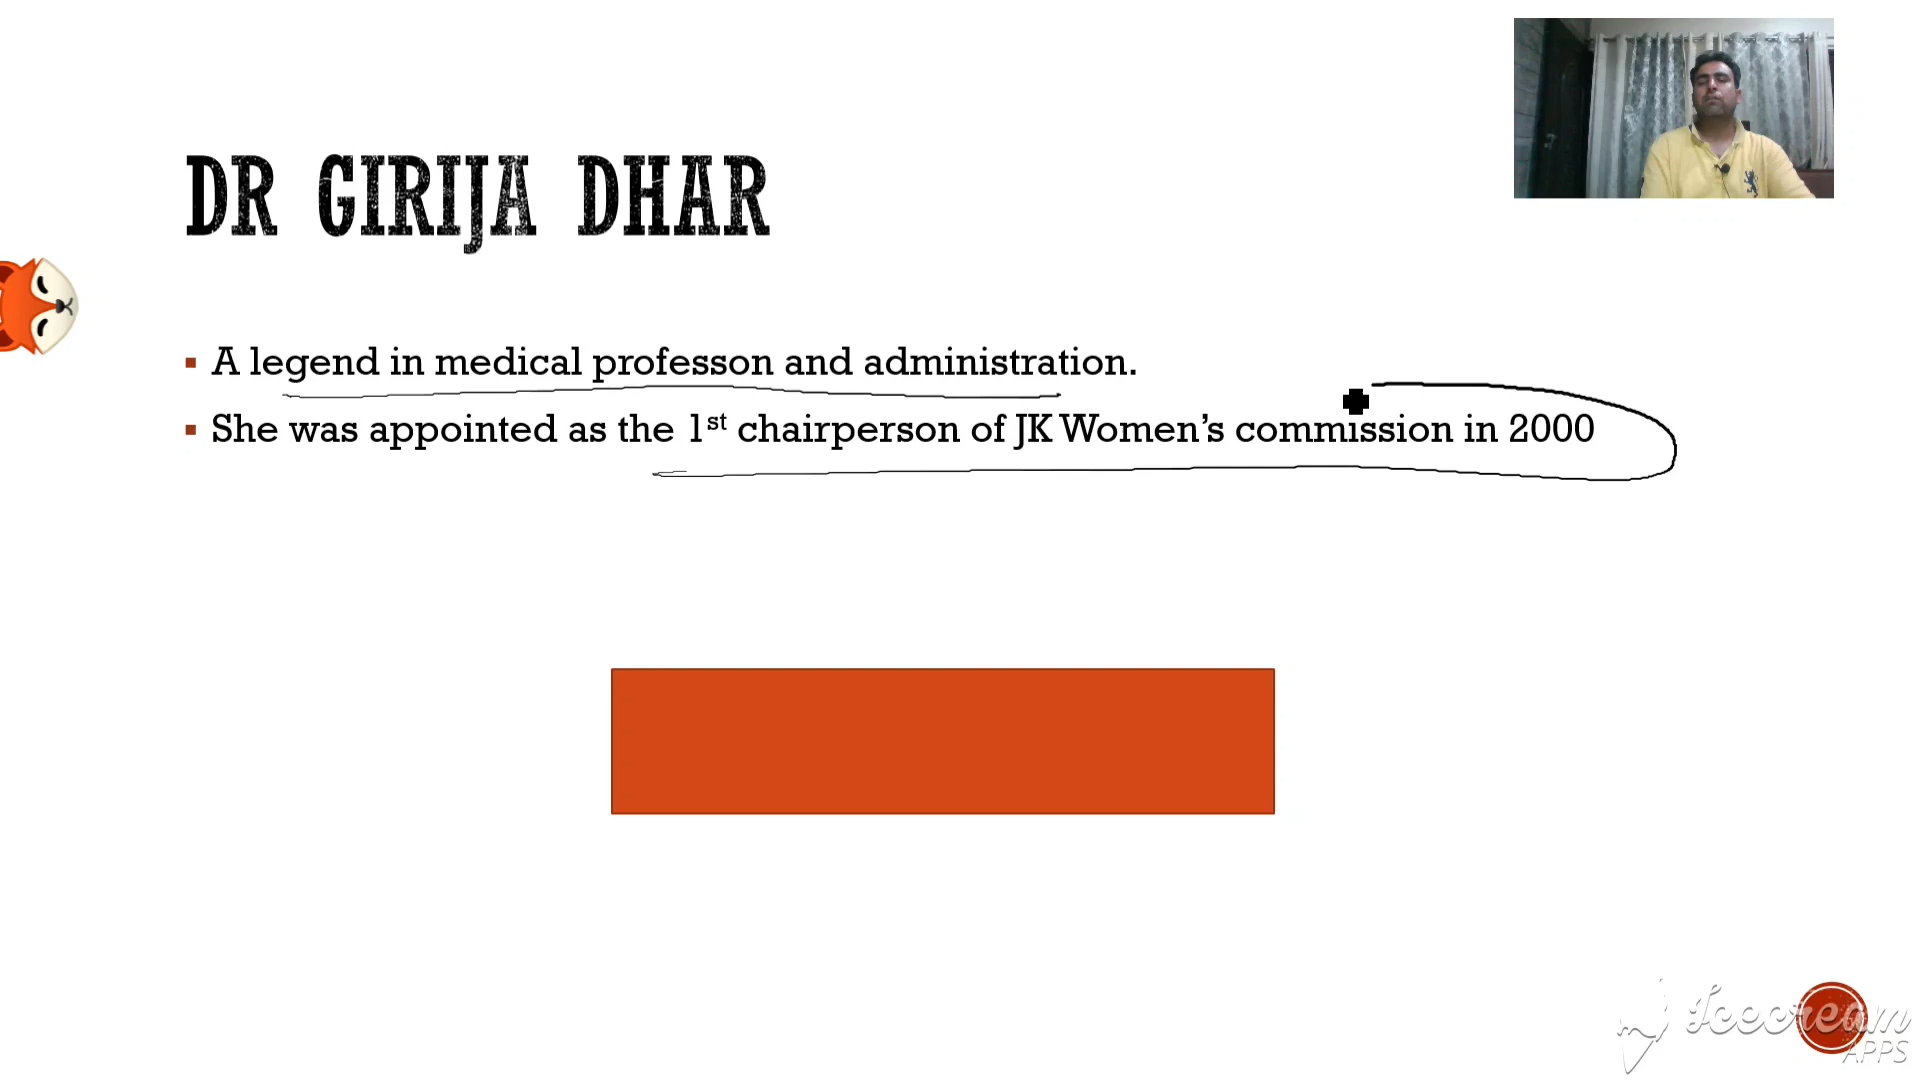 DR GIRIJA DHAR
A legend in medical professon and administration.
She was appointed as the 1st chairperson of JK Women's commission in 2000
Icecream
APPS